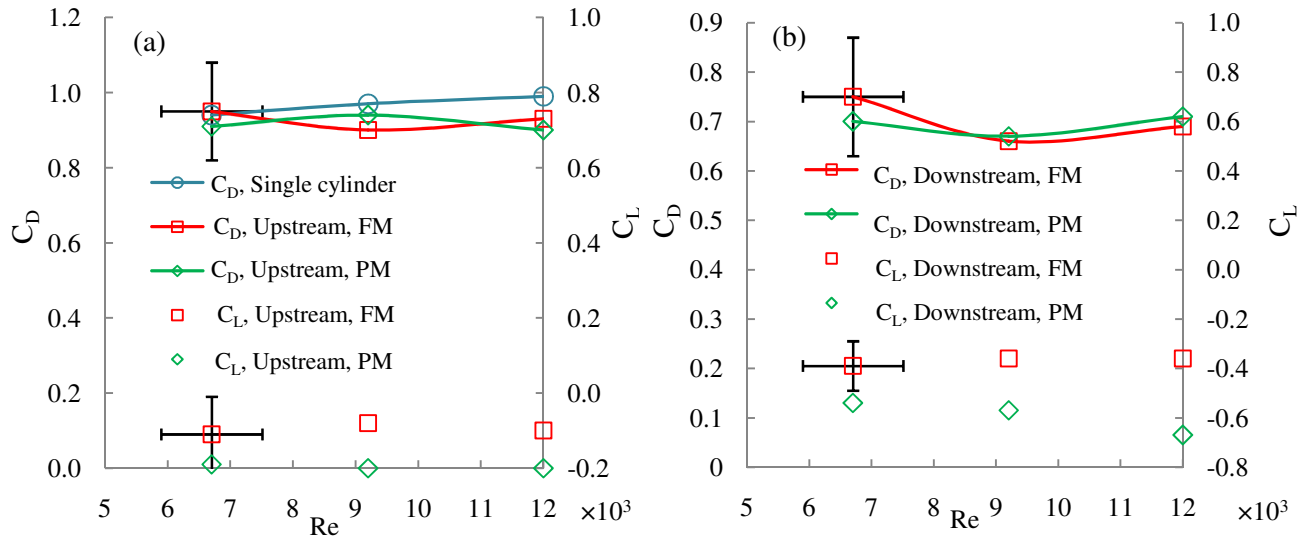 (a)
1.2
1.0
0.8
0.6
0.4
0.2
0.0
C_D
1.0
0.8
0.6
0.4
0.2
0.0
-0.2
C_L
5 6 7 8 9 10 11 12 ×10³
Re
C_D, Single cylinder
C_D, Upstream, FM
C_D, Upstream, PM
C_L, Upstream, FM
C_L, Upstream, PM
(b)
0.9
0.8
0.7
0.6
0.5
0.4
0.3
0.2
0.1
0
C_D
1.0
0.8
0.6
0.4
0.2
0.0
-0.2
-0.4
-0.6
-0.8
C_L
5 6 7 8 9 10 11 12 ×10³
Re
C_D, Downstream, FM
C_D, Downstream, PM
C_L, Downstream, FM
C_L, Downstream, PM